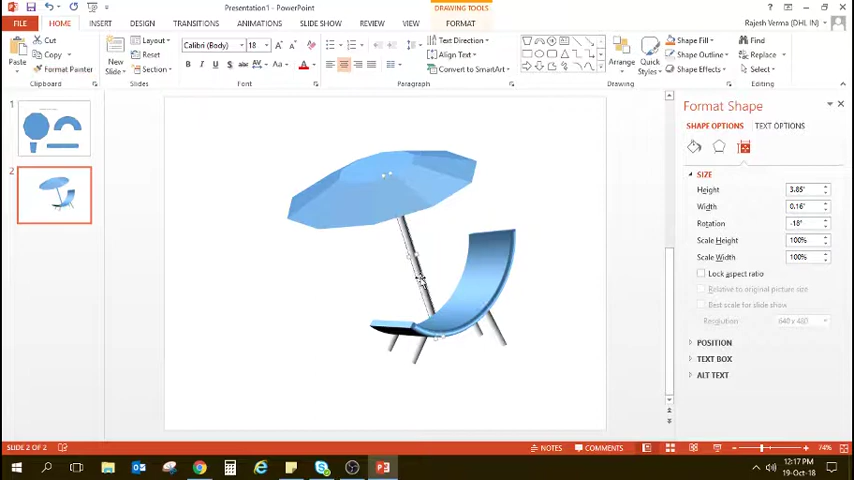 Presentation1 - PowerPoint
DRAWING TOOLS
FILE HOME INSERT DESIGN TRANSITIONS ANIMATIONS SLIDE SHOW REVIEW VIEW FORMAT
Rajesh Verma (DHL IN)
Cut
Copy
Format Painter
Paste
Clipboard
New
Slide
Layout
Reset
Section
Slides
Calibri (Body) 18
B I U S abc AV Aa A
Font
Text Direction
Align Text
Convert to SmartArt
Paragraph
Arrange
Quick
Styles
Shape Fill
Shape Outline
Shape Effects
Drawing
Find
Replace
Select
Editing
1
2
Format Shape
SHAPE OPTIONS TEXT OPTIONS
SIZE
Height 3.85"
Width 0.16"
Rotation -18°
Scale Height 100%
Scale Width 100%
Lock aspect ratio
Relative to original picture size
Best scale for slide show
Resolution 640 x 480
POSITION
TEXT BOX
ALT TEXT
SLIDE 2 OF 2
NOTES COMMENTS 74%
12:17 PM
19-Oct-18